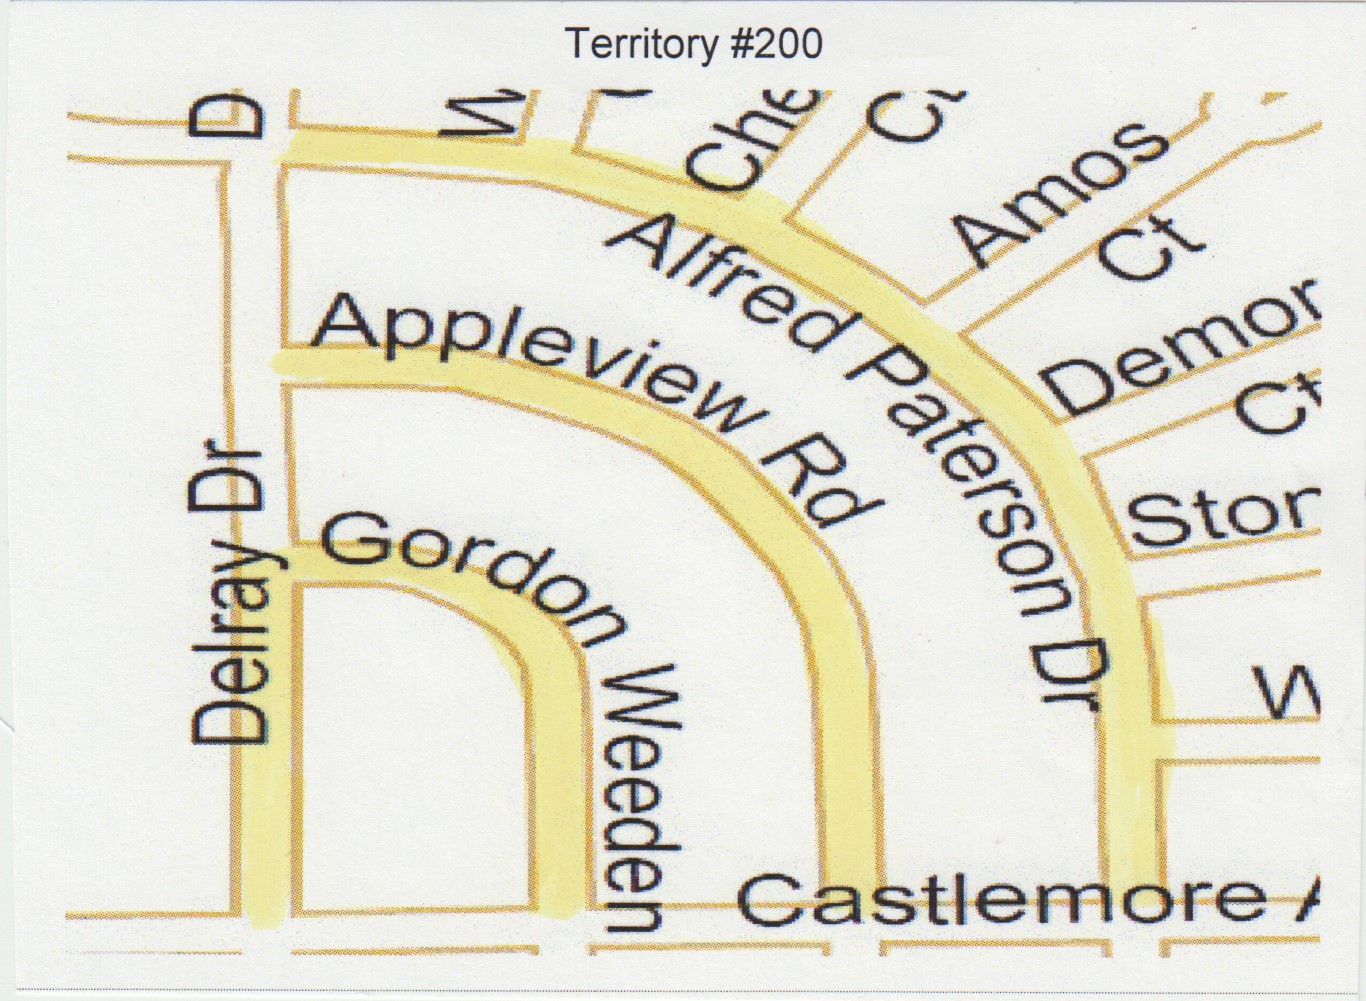 Territory #200
D
Che
Ct
Amos
Ct
Alfred Paterson Dr
Demor
Ct
Appleview Rd
Stor
Delray Dr
Gordon Weeden
W
Castlemore A